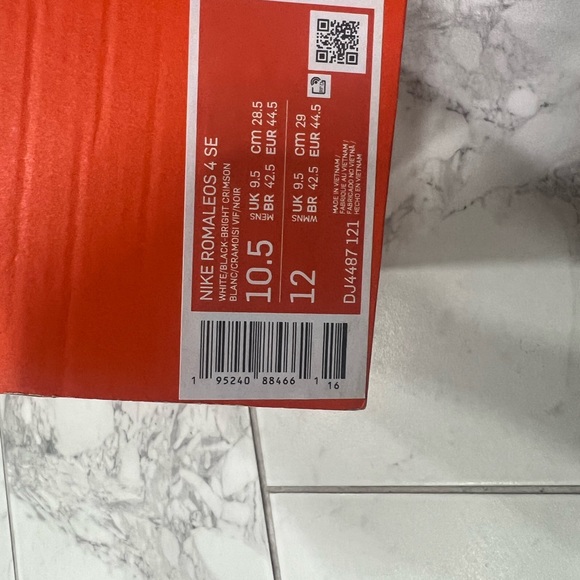 NIKE ROMALEOS 4 SE
WHITE/BLACK-BRIGHT CRIMSON
BLANC/CRAMOISI VIF/NOIR
10.5 MENS UK 9.5 cm 28.5
BR 42.5 EUR 44.5
12 WMNS UK 9.5 cm 29
BR 42.5 EUR 44.5
DJ4487 121
MADE IN VIETNAM /
FABRIQUÉ AU VIETNAM /
FABRICADO NO VIETNÃ /
HECHO EN VIETNAM
1 95240 88466 1 16